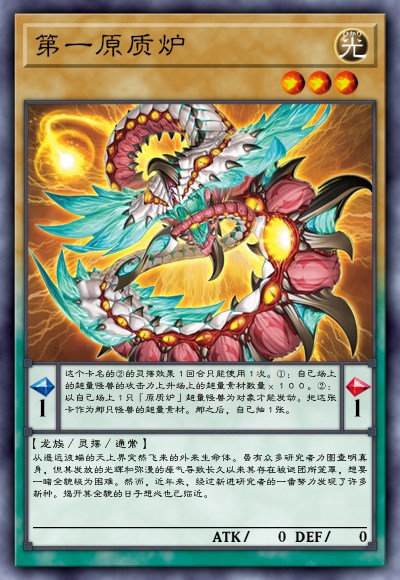 第一原质炉
光
这个卡名的②的灵摆效果1回合只能使用1次。①：自己场上
的超量怪兽的攻击力上升场上的超量素材数量×100。②：
以自己场上1只「原质炉」超量怪兽为对象才能发动。把这张
卡作为那只怪兽的超量素材。那之后，自己抽1张。
1
1
【龙族/灵摆/通常】
从遥远彼端的天上界突然飞来的外来生命体。虽有众多研究者力图查明真
身，但其发放的光辉和弥漫的瘴气导致长久以来其存在被谜团所笼罩，想要
一睹全貌极为困难。然而，近年来，经过新进研究者的一番努力发现了许多
新种。揭开其全貌的日子想必也已临近。
ATK/ 0 DEF/ 0